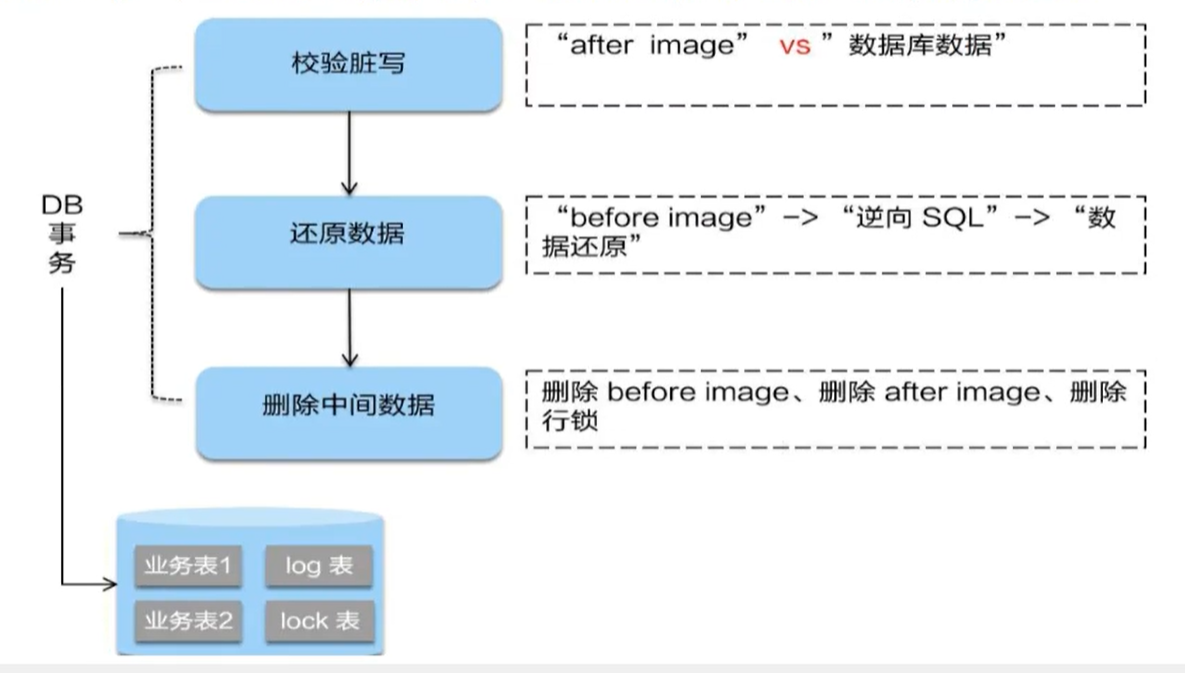 校验脏写
“after image” vs ” 数据库数据”
DB
事
务
还原数据
“before image” –> “逆向 SQL” –> “数
据还原”
删除中间数据
删除 before image、删除 after image、删除
行锁
业务表1
log 表
业务表2
lock 表